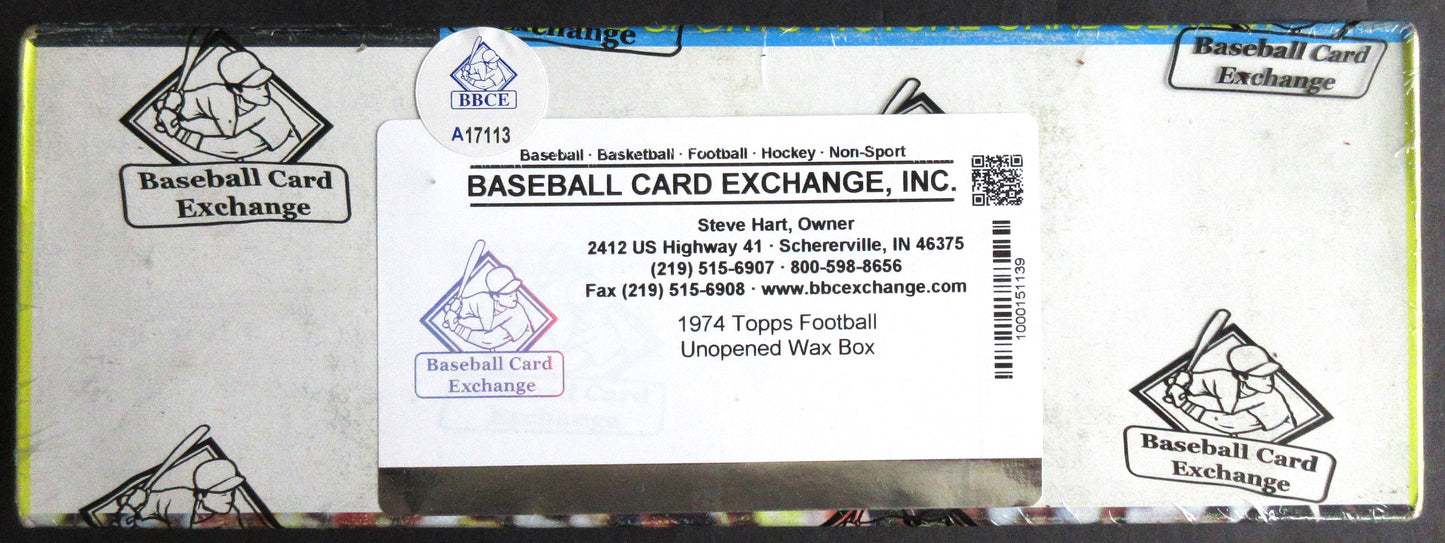 Exchange
Baseball Card
Exchange
BBCE
A17113
Baseball Card
Exchange
Baseball · Basketball · Football · Hockey · Non-Sport
BASEBALL CARD EXCHANGE, INC.
Steve Hart, Owner
2412 US Highway 41 · Schererville, IN 46375
(219) 515-6907 · 800-598-8656
Fax (219) 515-6908 · www.bbcexchange.com
1974 Topps Football
Unopened Wax Box
1000151139
Baseball Card
Exchange
Baseball Card
Exchange